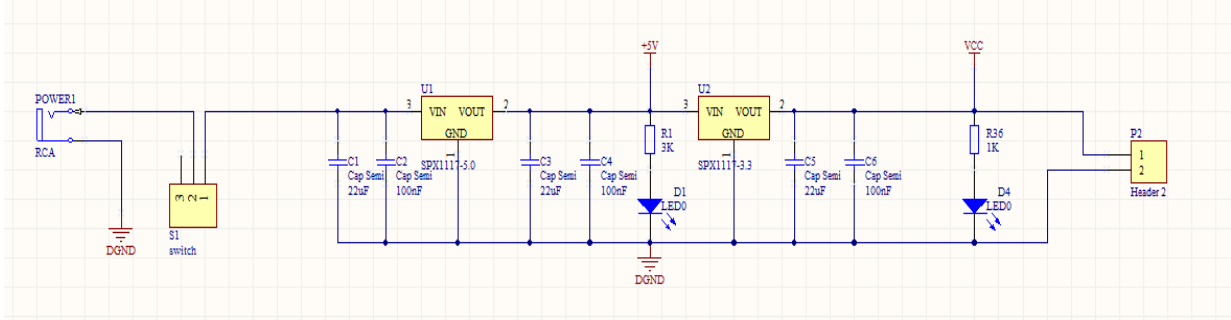 +5V
VCC
POWER1
RCA
DGND
3
2
1
S1
switch
C1
Cap Semi
22uF
C2
Cap Semi
100nF
U1
3
VIN VOUT
2
GND
1
SPX1117-5.0
C3
Cap Semi
22uF
C4
Cap Semi
100nF
R1
3K
D1
LED0
DGND
U2
3
VIN VOUT
2
GND
1
SPX1117-3.3
C5
Cap Semi
22uF
C6
Cap Semi
100nF
R36
1K
D4
LED0
P2
1
2
Header 2